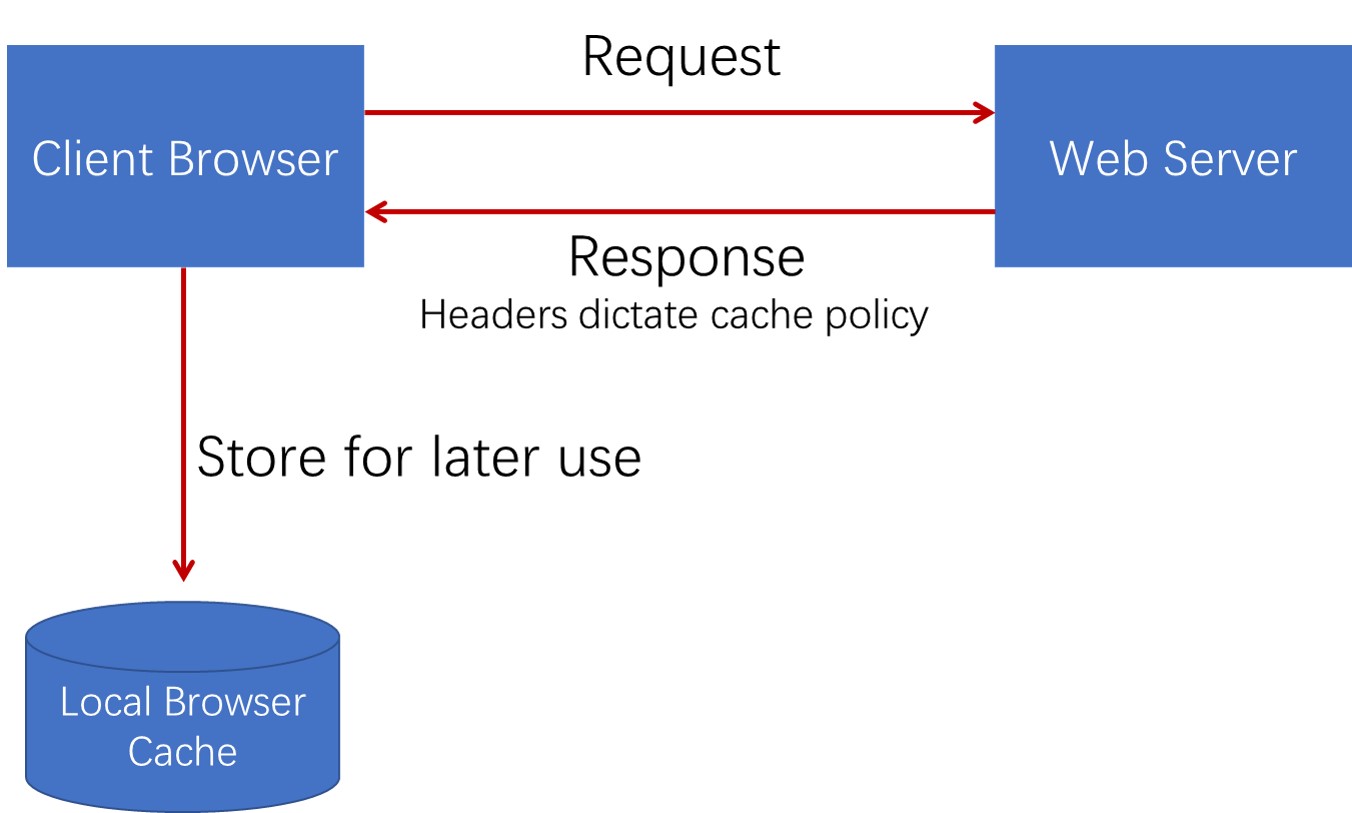 Request
Client Browser
Web Server
Response
Headers dictate cache policy
Store for later use
Local Browser
Cache